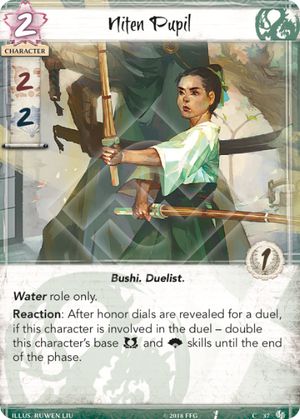 2
Niten Pupil
CHARACTER
2
2
1
Bushi. Duelist.
Water role only.
Reaction: After honor dials are revealed for a duel,
if this character is involved in the duel – double
this character's base and skills until the end
of the phase.
ILLUS. RUWEN LIU
©2018 FFG
C 37